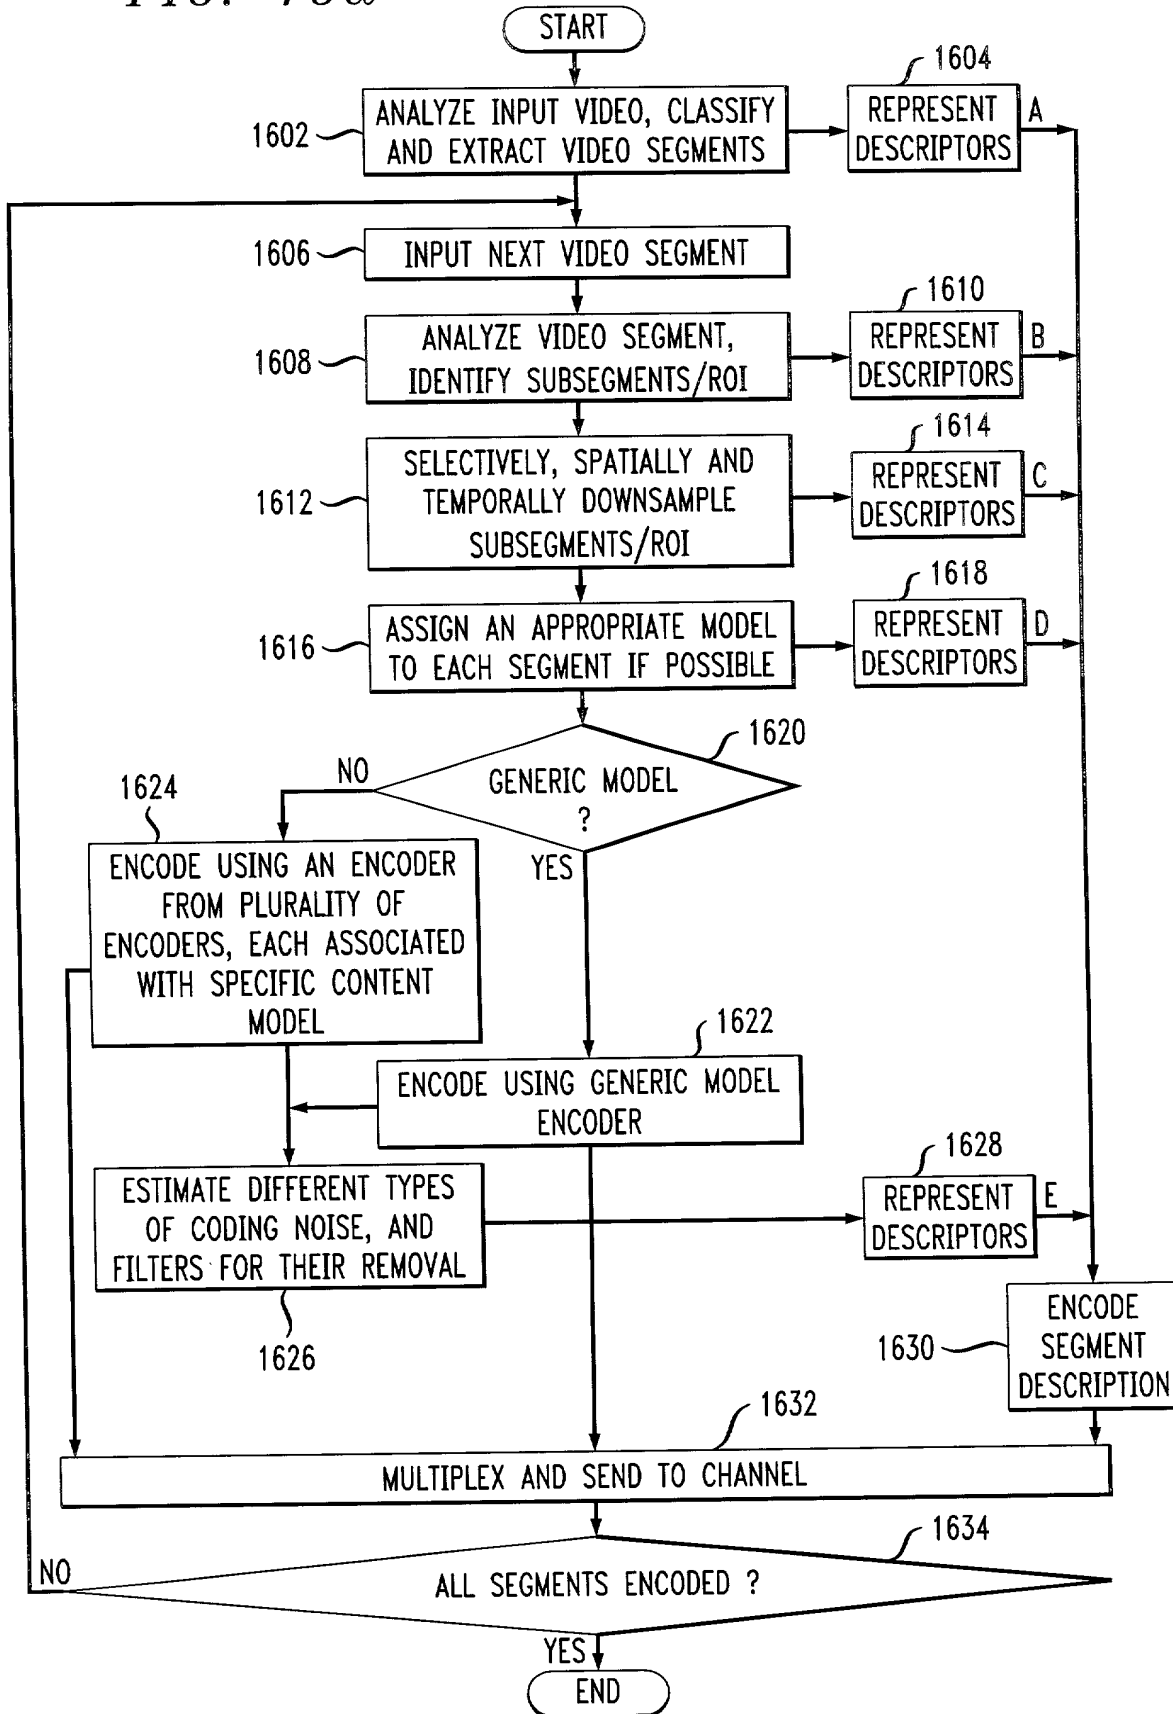 START
1604
ANALYZE INPUT VIDEO, CLASSIFY
AND EXTRACT VIDEO SEGMENTS
1602
REPRESENT
DESCRIPTORS
A
1606
INPUT NEXT VIDEO SEGMENT
1610
1608
ANALYZE VIDEO SEGMENT,
IDENTIFY SUBSEGMENTS/ROI
REPRESENT
DESCRIPTORS
B
1614
1612
SELECTIVELY, SPATIALLY AND
TEMPORALLY DOWNSAMPLE
SUBSEGMENTS/ROI
REPRESENT
DESCRIPTORS
C
1618
1616
ASSIGN AN APPROPRIATE MODEL
TO EACH SEGMENT IF POSSIBLE
REPRESENT
DESCRIPTORS
D
1620
GENERIC MODEL
?
NO
YES
1624
ENCODE USING AN ENCODER
FROM PLURALITY OF
ENCODERS, EACH ASSOCIATED
WITH SPECIFIC CONTENT
MODEL
1622
ENCODE USING GENERIC MODEL
ENCODER
1628
ESTIMATE DIFFERENT TYPES
OF CODING NOISE, AND
FILTERS FOR THEIR REMOVAL
1626
REPRESENT
DESCRIPTORS
E
1630
ENCODE
SEGMENT
DESCRIPTION
1632
MULTIPLEX AND SEND TO CHANNEL
1634
NO
ALL SEGMENTS ENCODED ?
YES
END